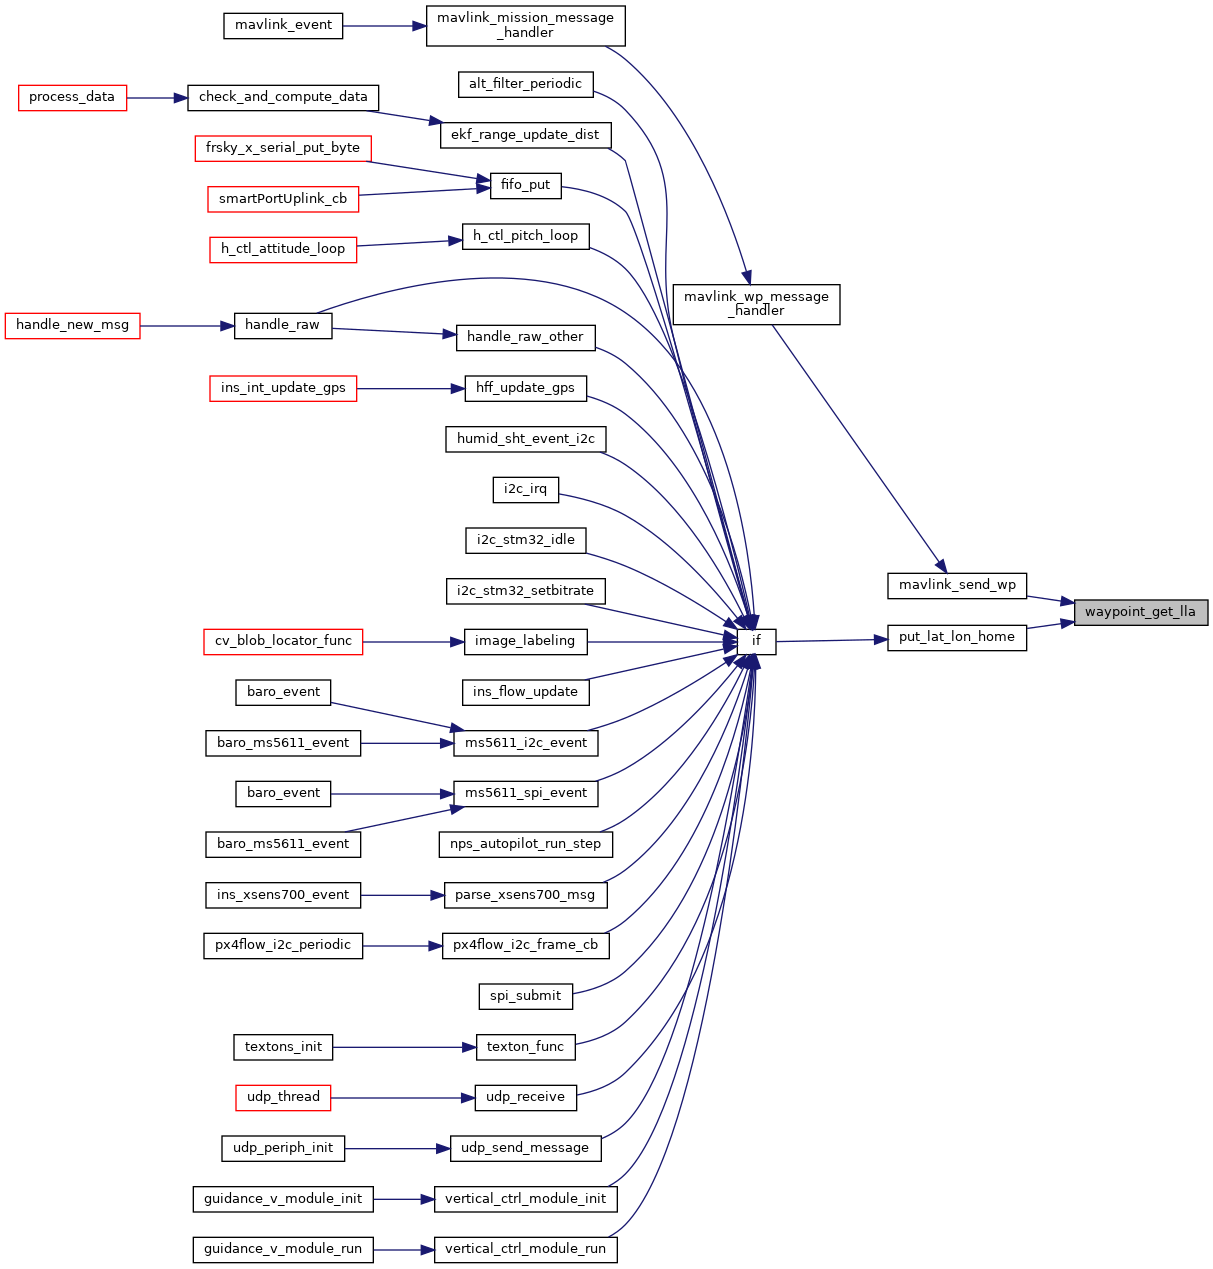 mavlink_event
mavlink_mission_message
_handler
alt_filter_periodic
process_data
check_and_compute_data
ekf_range_update_dist
frsky_x_serial_put_byte
fifo_put
smartPortUplink_cb
h_ctl_pitch_loop
h_ctl_attitude_loop
mavlink_wp_message
_handler
handle_new_msg
handle_raw
handle_raw_other
ins_int_update_gps
hff_update_gps
humid_sht_event_i2c
i2c_irq
i2c_stm32_idle
i2c_stm32_setbitrate
mavlink_send_wp
waypoint_get_lla
put_lat_lon_home
if
cv_blob_locator_func
image_labeling
baro_event
ins_flow_update
baro_ms5611_event
ms5611_i2c_event
baro_event
ms5611_spi_event
baro_ms5611_event
nps_autopilot_run_step
ins_xsens700_event
parse_xsens700_msg
px4flow_i2c_periodic
px4flow_i2c_frame_cb
spi_submit
textons_init
texton_func
udp_thread
udp_receive
udp_periph_init
udp_send_message
guidance_v_module_init
vertical_ctrl_module_init
guidance_v_module_run
vertical_ctrl_module_run